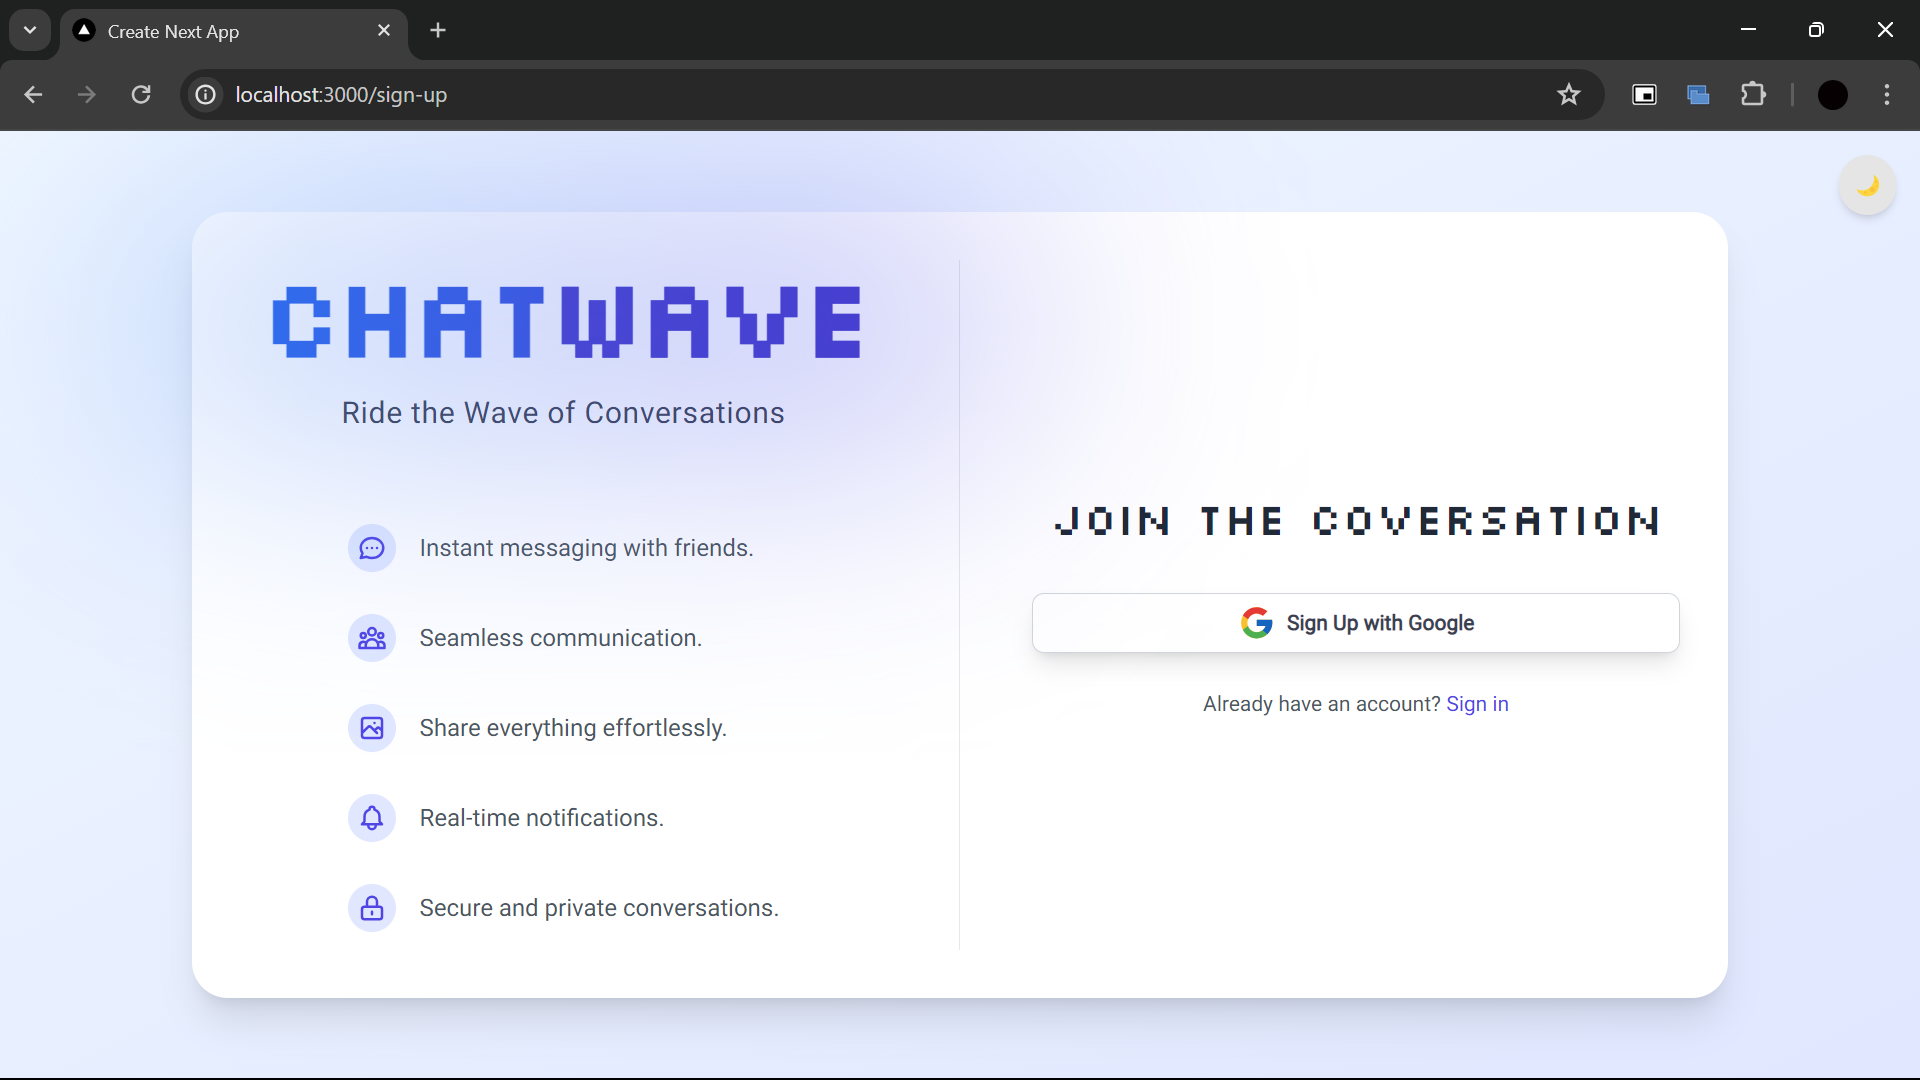 Create Next App
localhost:3000/sign-up
CHATWAVE
Ride the Wave of Conversations
Instant messaging with friends.
Seamless communication.
Share everything effortlessly.
Real-time notifications.
Secure and private conversations.
JOIN THE COVERSATION
Sign Up with Google
Already have an account? Sign in